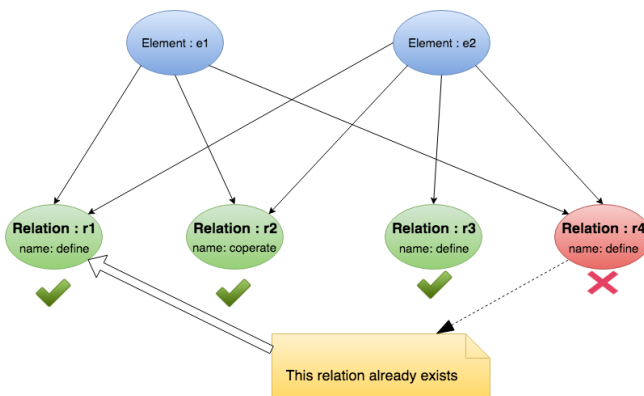 Element : e1
Element : e2
Relation : r1
name: define
Relation : r2
name: coperate
Relation : r3
name: define
Relation : r4
name: define
This relation already exists